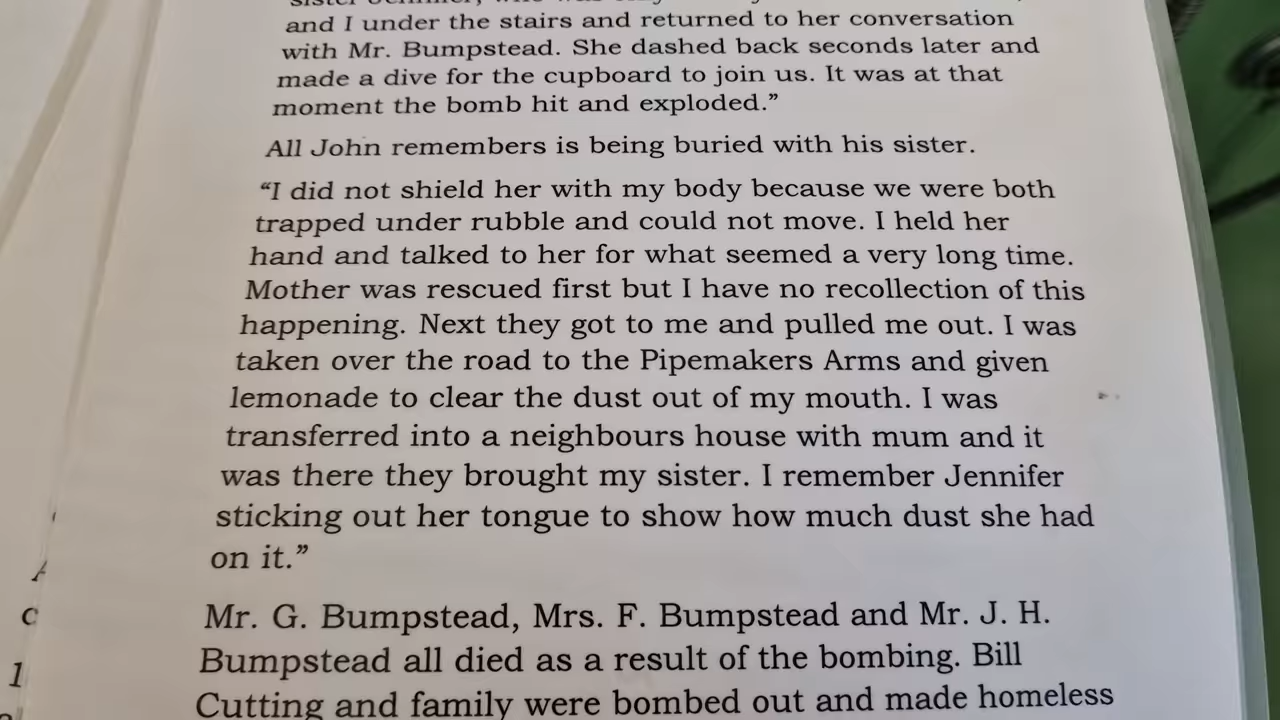 and I under the stairs and returned to her conversation
with Mr. Bumpstead. She dashed back seconds later and
made a dive for the cupboard to join us. It was at that
moment the bomb hit and exploded.”
All John remembers is being buried with his sister.
“I did not shield her with my body because we were both
trapped under rubble and could not move. I held her
hand and talked to her for what seemed a very long time.
Mother was rescued first but I have no recollection of this
happening. Next they got to me and pulled me out. I was
taken over the road to the Pipemakers Arms and given
lemonade to clear the dust out of my mouth. I was
transferred into a neighbours house with mum and it
was there they brought my sister. I remember Jennifer
sticking out her tongue to show how much dust she had
on it.”
Mr. G. Bumpstead, Mrs. F. Bumpstead and Mr. J. H.
Bumpstead all died as a result of the bombing. Bill
Cutting and family were bombed out and made homeless